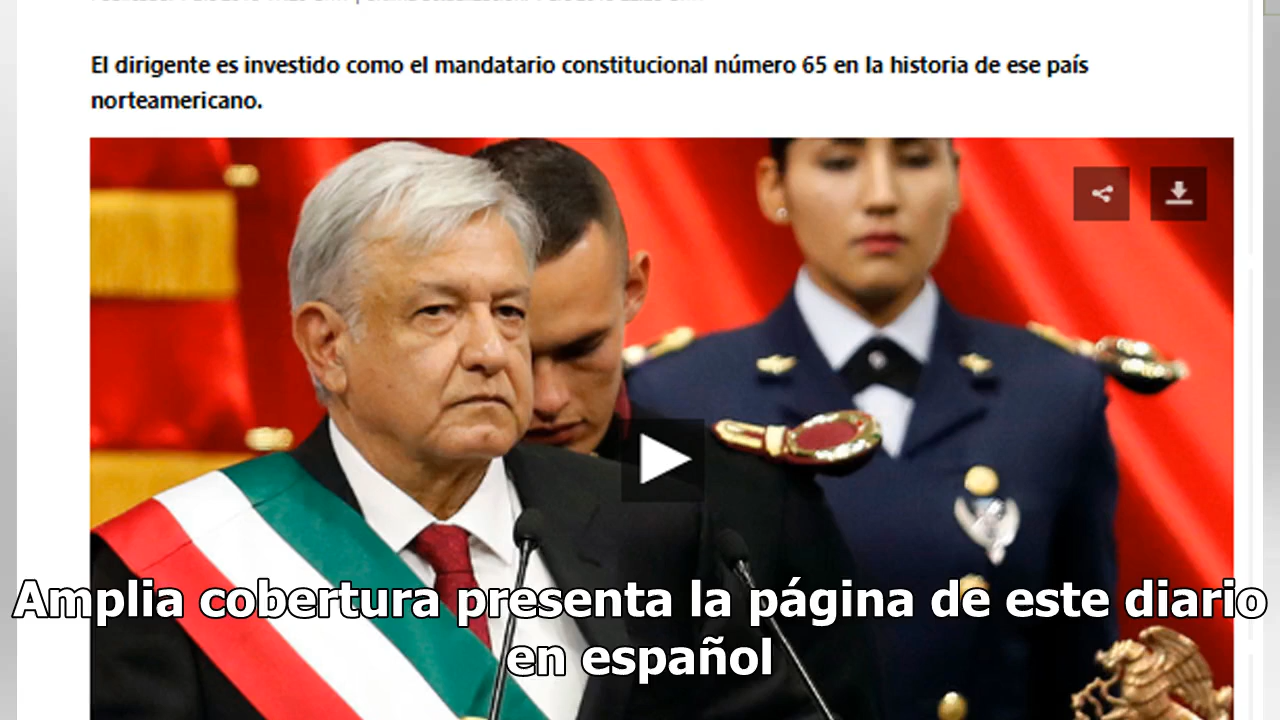 El dirigente es investido como el mandatario constitucional número 65 en la historia de ese país
norteamericano.
Amplia cobertura presenta la página de este diario
en español